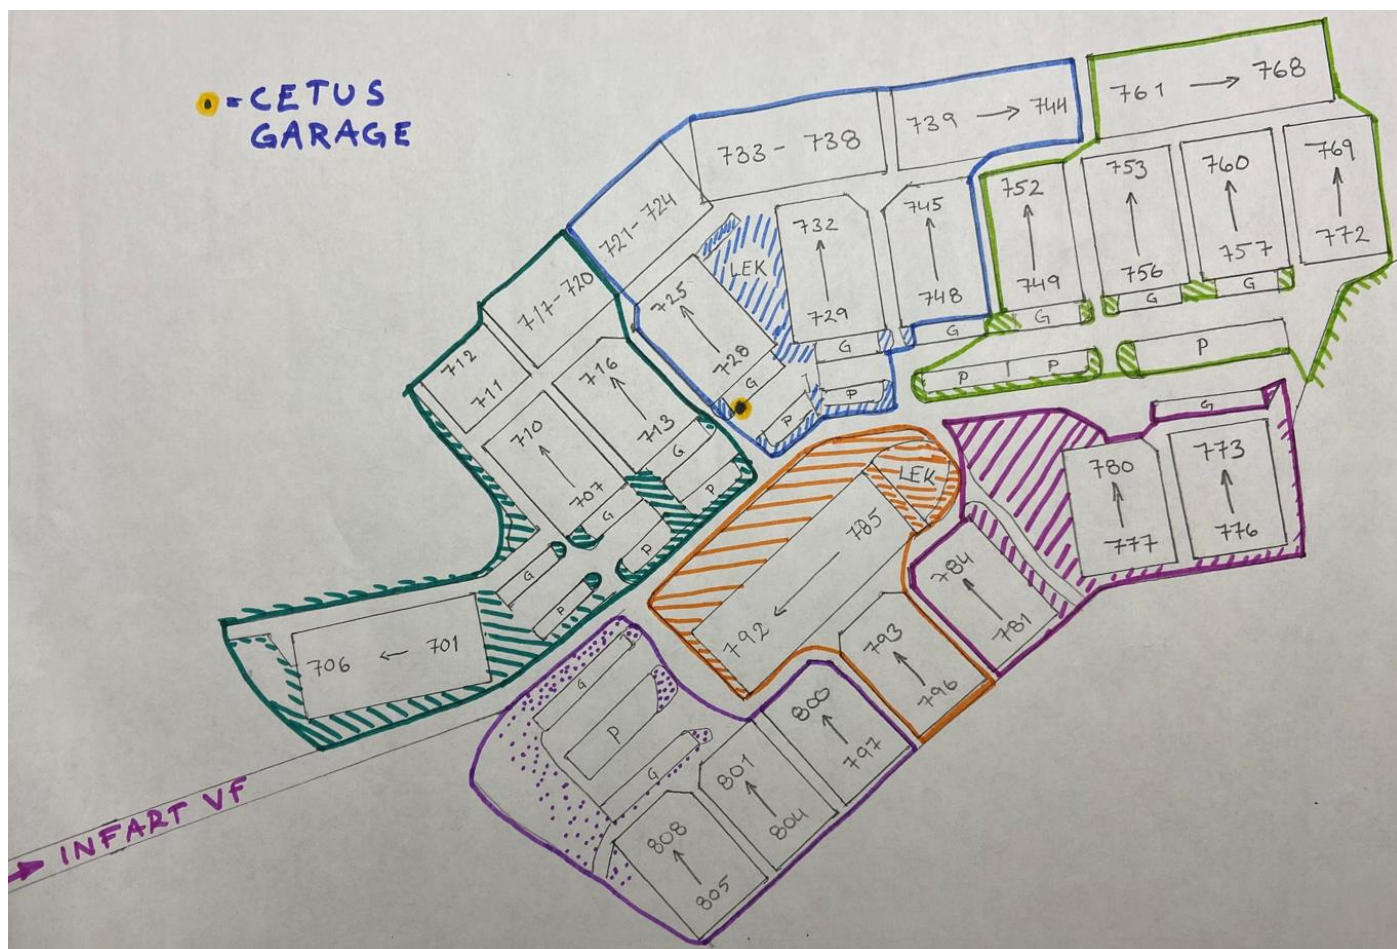 = CETUS
GARAGE
761 → 768
739 → 744
733 - 738
721 - 724
717 - 720
712
711
710
707
716
713
G
P
G
P
G
P
706 ← 701
725
728
G
P
LEK
732
729
G
P
745
748
G
752
749
G
753
756
G
760
757
G
769
772
P
P
P
G
780
777
773
776
784
781
LEK
785
792
793
796
800
797
801
804
808
805
G
P
G
→ INFART VF